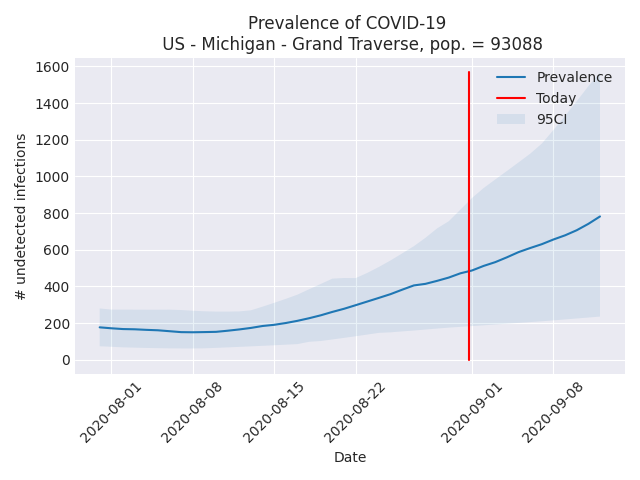 Prevalence of COVID-19
US - Michigan - Grand Traverse, pop. = 93088
# undetected infections
1600
1400
1200
1000
800
600
400
200
0
Prevalence
Today
95CI
2020-08-01
2020-08-08
2020-08-15
2020-08-22
2020-09-01
2020-09-08
Date